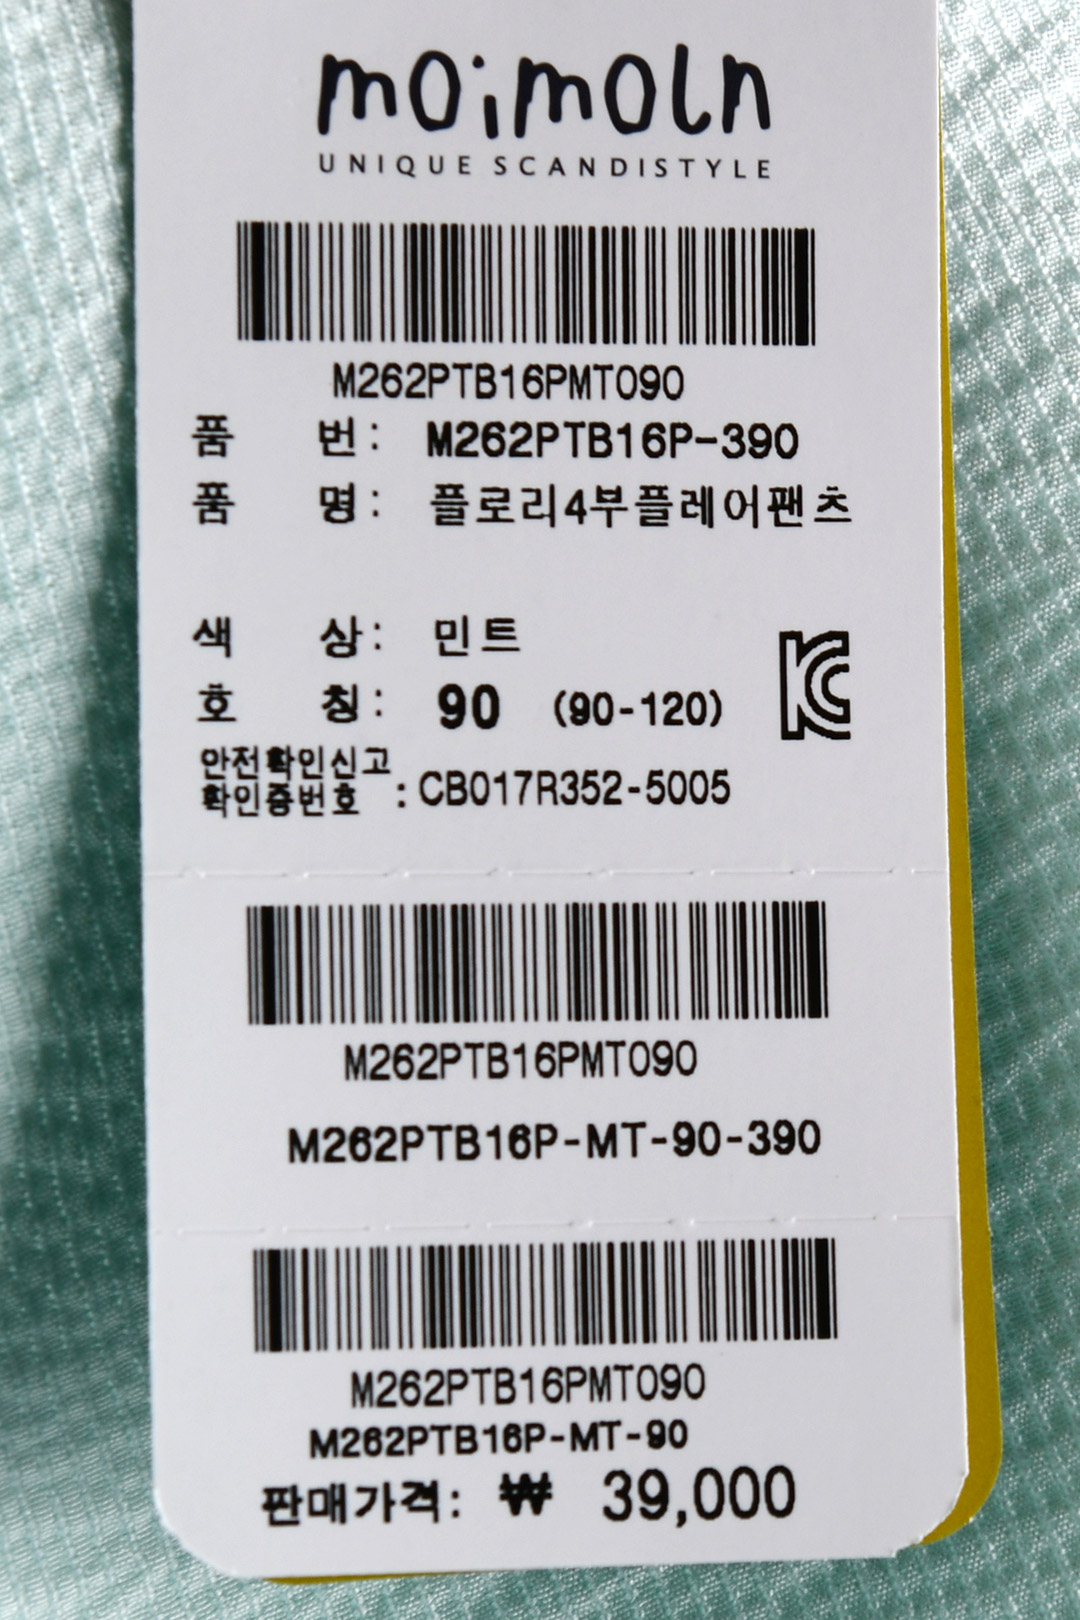 moimoln
UNIQUE SCANDISTYLE
M262PTB16PMT090
품 번: M262PTB16P-390
품 명: 플로리4부플레어팬츠
색 상: 민트
호 칭: 90 (90-120)
안전확인신고
확인증번호 : CB017R352-5005
M262PTB16PMT090
M262PTB16P-MT-90-390
M262PTB16PMT090
M262PTB16P-MT-90
판매가격: ₩ 39,000